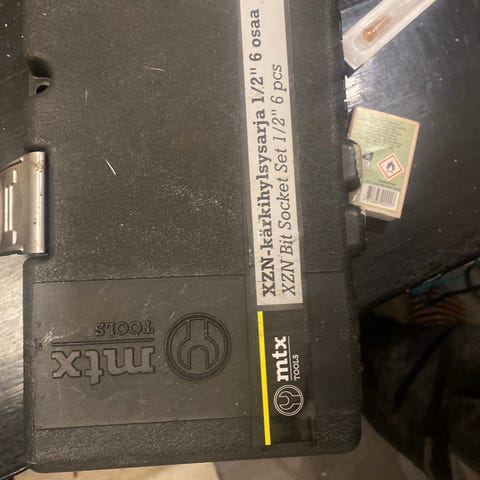 XZN-kärkihylsysarja 1/2" 6 osaa
XZN Bit Socket Set 1/2" 6 pcs
mtx
TOOLS
mtx
TOOLS